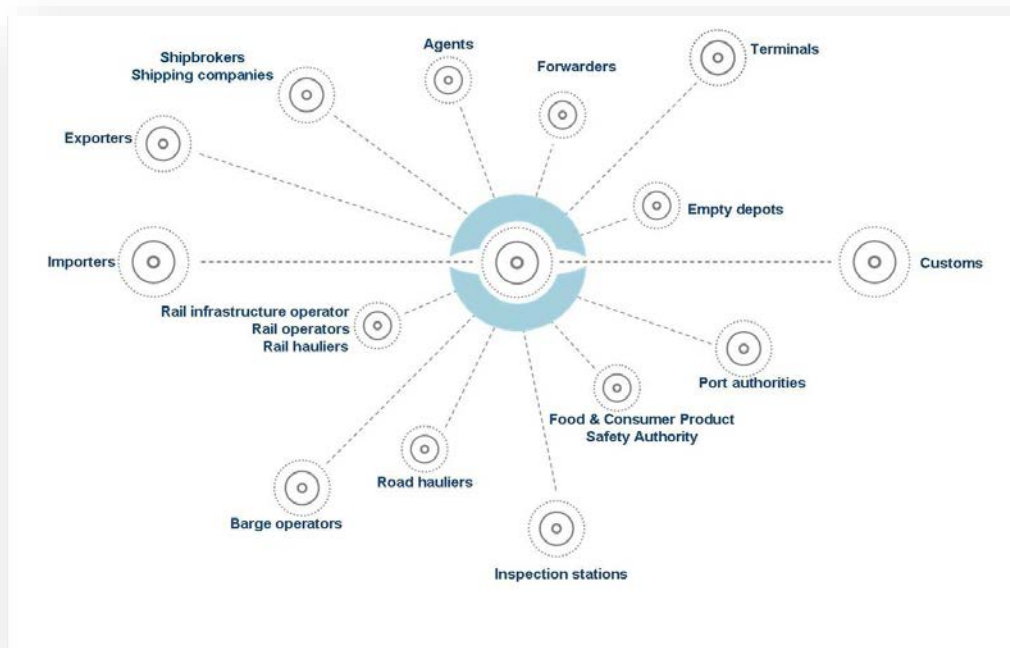 Agents
Terminals
Shipbrokers
Shipping companies
Forwarders
Exporters
Empty depots
Importers
Customs
Rail infrastructure operator
Rail operators
Rail hauliers
Port authorities
Food & Consumer Product
Safety Authority
Road hauliers
Barge operators
Inspection stations